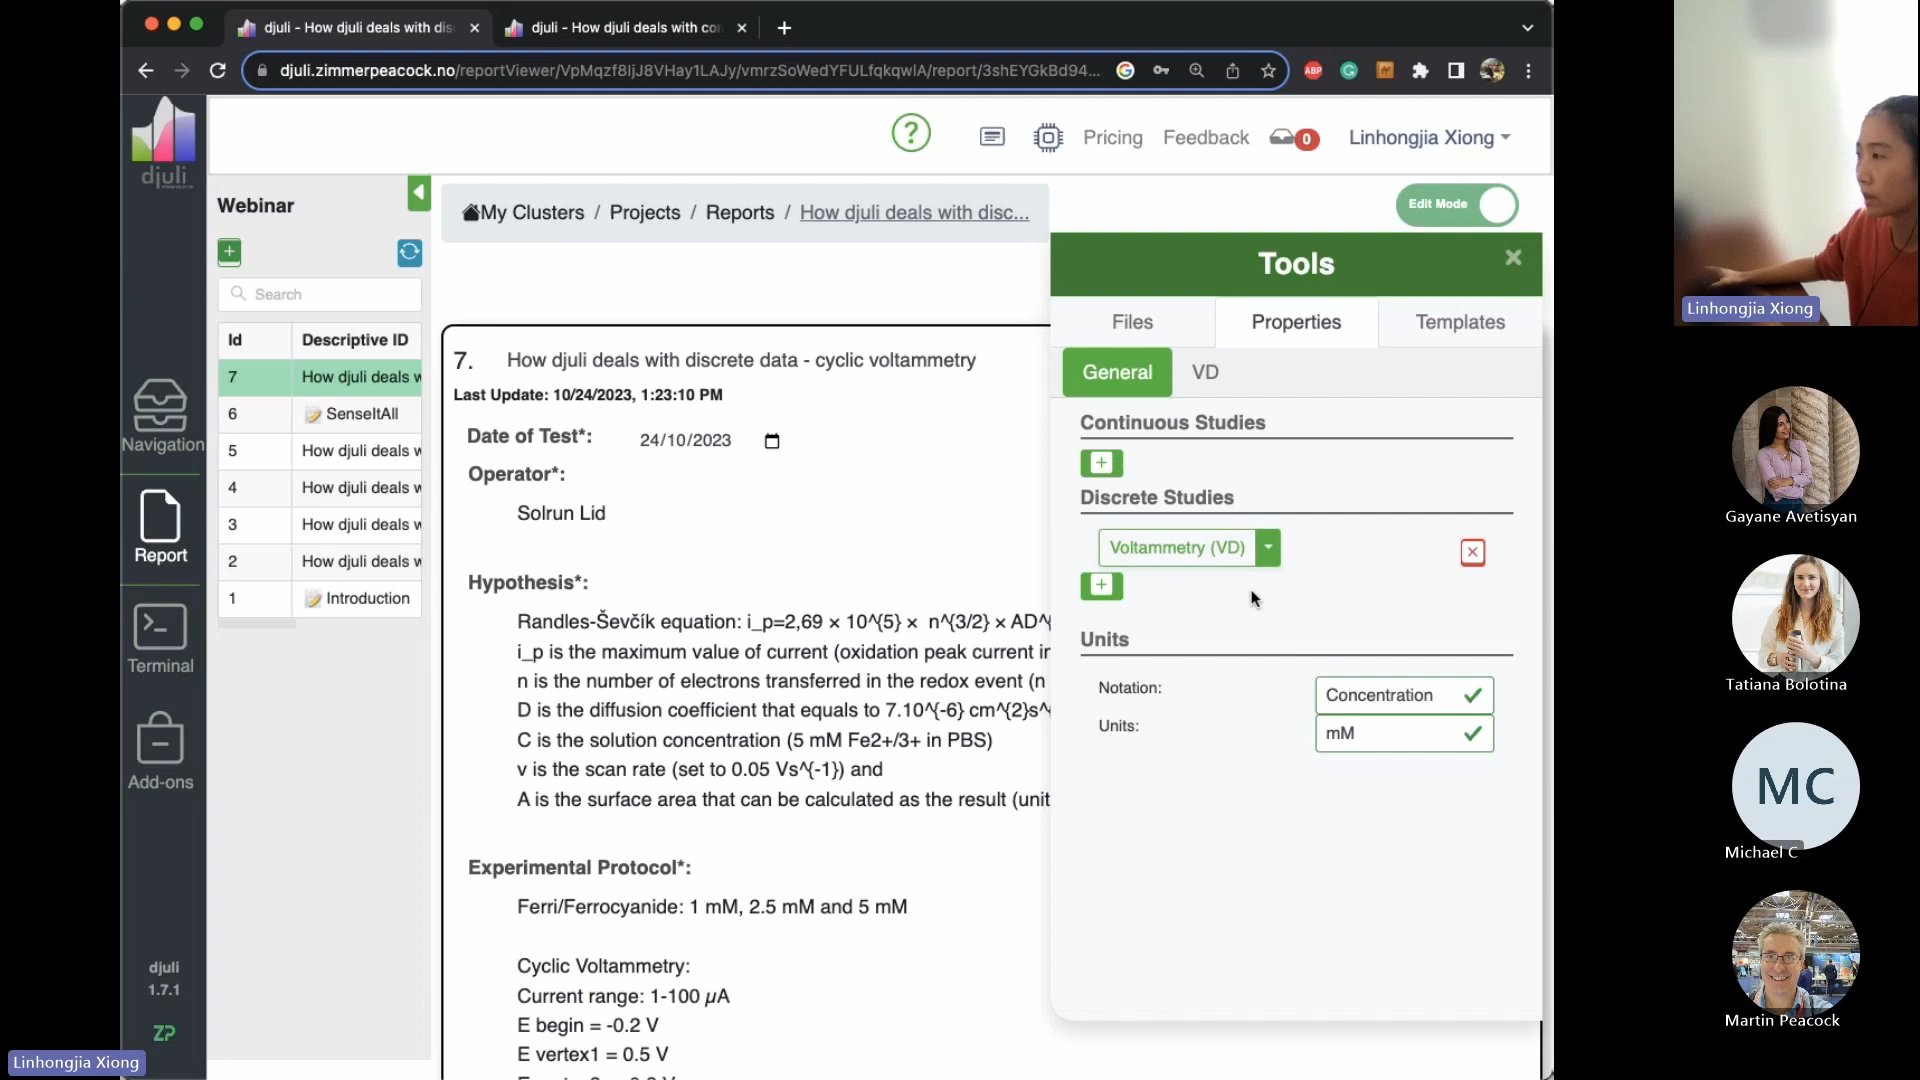 djuli - How djuli deals with dis
djuli - How djuli deals with cor
djuli.zimmerpeacock.no/reportViewer/VpMqzf8IjJ8VHay1LAJy/vmrzSoWedYFULfqkqwIA/report/3shEYGkBd94...
ABP
djuli
Pricing
Feedback
0
Linhongjia Xiong
Webinar
My Clusters / Projects / Reports / How djuli deals with disc...
Edit Mode
Search
Id
Descriptive ID
7
How djuli deals w
6
SenseItAll
5
How djuli deals w
4
How djuli deals w
3
How djuli deals w
2
How djuli deals w
1
Introduction
Navigation
Report
Terminal
Add-ons
djuli
1.7.1
ZP
7. How djuli deals with discrete data - cyclic voltammetry
Last Update: 10/24/2023, 1:23:10 PM
Date of Test*: 24/10/2023
Operator*:
Solrun Lid
Hypothesis*:
Randles-Ševčík equation: i_p=2,69 × 10^{5} × n^{3/2} × AD^{
i_p is the maximum value of current (oxidation peak current in
n is the number of electrons transferred in the redox event (n
D is the diffusion coefficient that equals to 7.10^{-6} cm^{2}s^
C is the solution concentration (5 mM Fe2+/3+ in PBS)
v is the scan rate (set to 0.05 Vs^{-1}) and
A is the surface area that can be calculated as the result (unit
Experimental Protocol*:
Ferri/Ferrocyanide: 1 mM, 2.5 mM and 5 mM
Cyclic Voltammetry:
Current range: 1-100 µA
E begin = -0.2 V
E vertex1 = 0.5 V
Tools
Files
Properties
Templates
General
VD
Continuous Studies
Discrete Studies
Voltammetry (VD)
Units
Notation:
Concentration
Units:
mM
Linhongjia Xiong
Gayane Avetisyan
Tatiana Bolotina
MC
Michael C
Martin Peacock
Linhongjia Xiong